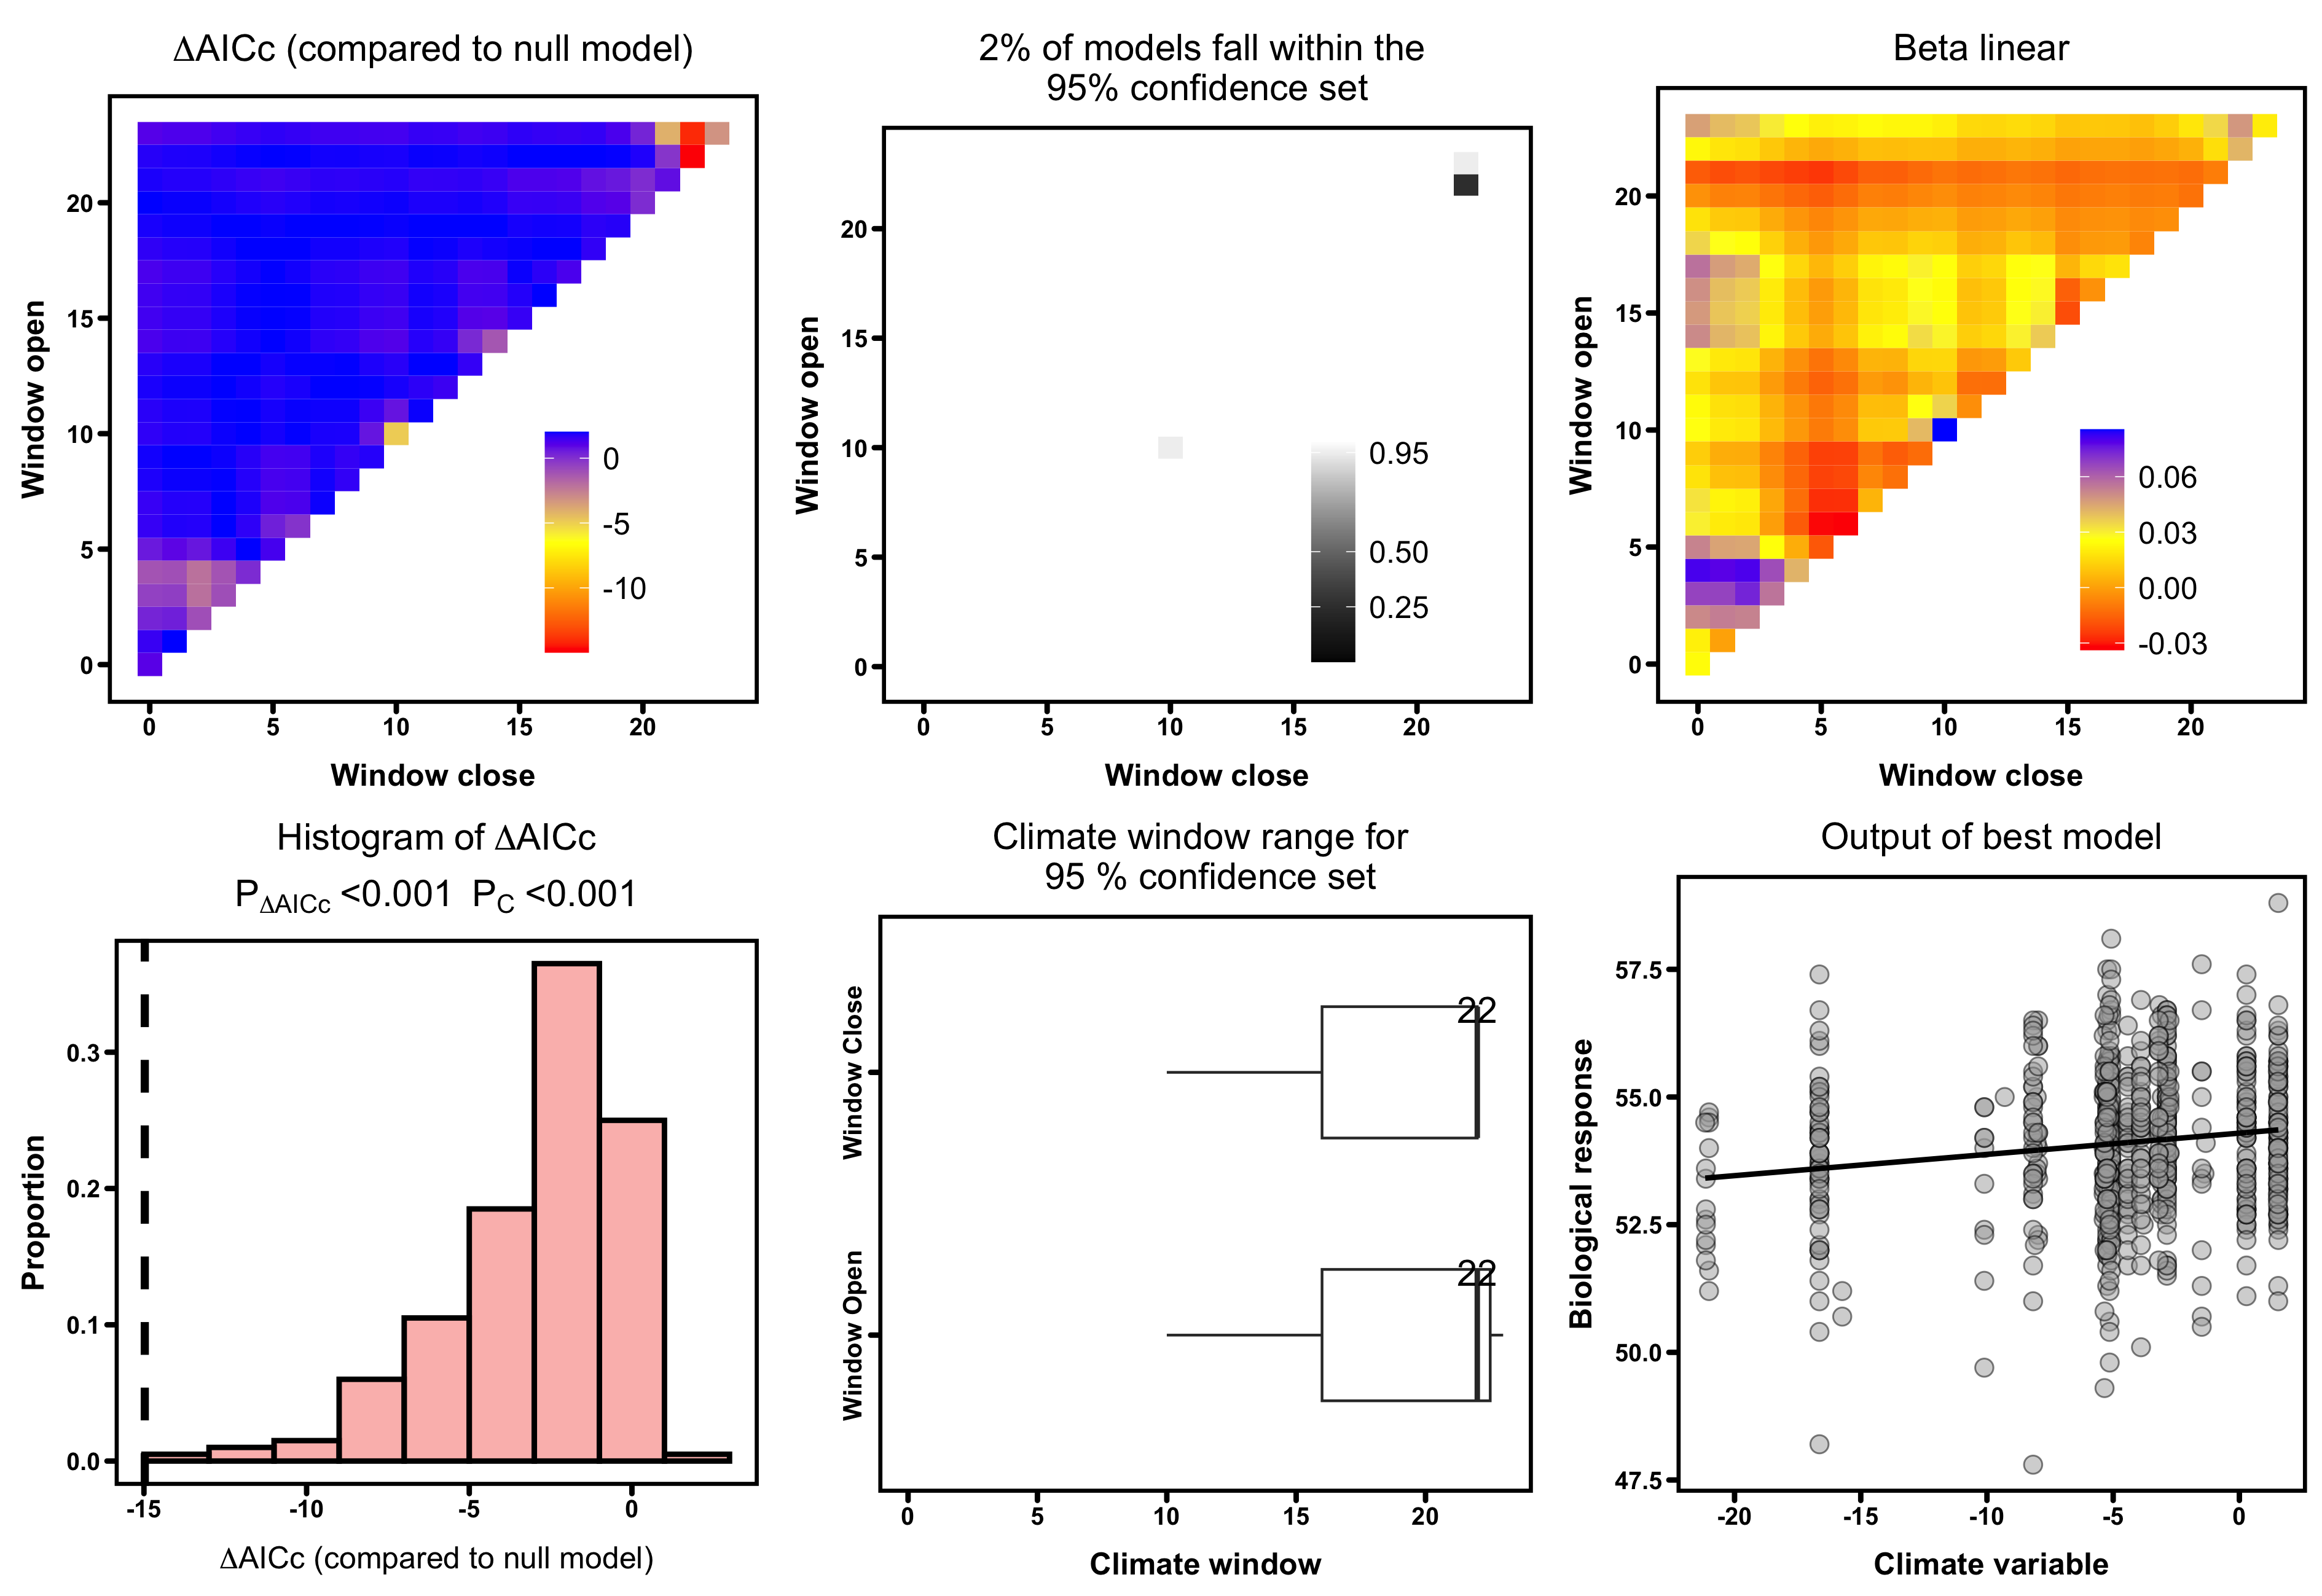 ΔAICc (compared to null model)
Window open
20
15
10
5
0
0
-5
-10
0 5 10 15 20
Window close
2% of models fall within the
95% confidence set
Window open
20
15
10
5
0
0.95
0.50
0.25
0 5 10 15 20
Window close
Beta linear
Window open
20
15
10
5
0
0.06
0.03
0.00
-0.03
0 5 10 15 20
Window close
Histogram of ΔAICc
PΔAICc <0.001 PC <0.001
Proportion
0.3
0.2
0.1
0.0
-15 -10 -5 0
ΔAICc (compared to null model)
Climate window range for
95 % confidence set
Window Close
22
Window Open
22
0 5 10 15 20
Climate window
Output of best model
Biological response
57.5
55.0
52.5
50.0
47.5
-20 -15 -10 -5 0
Climate variable